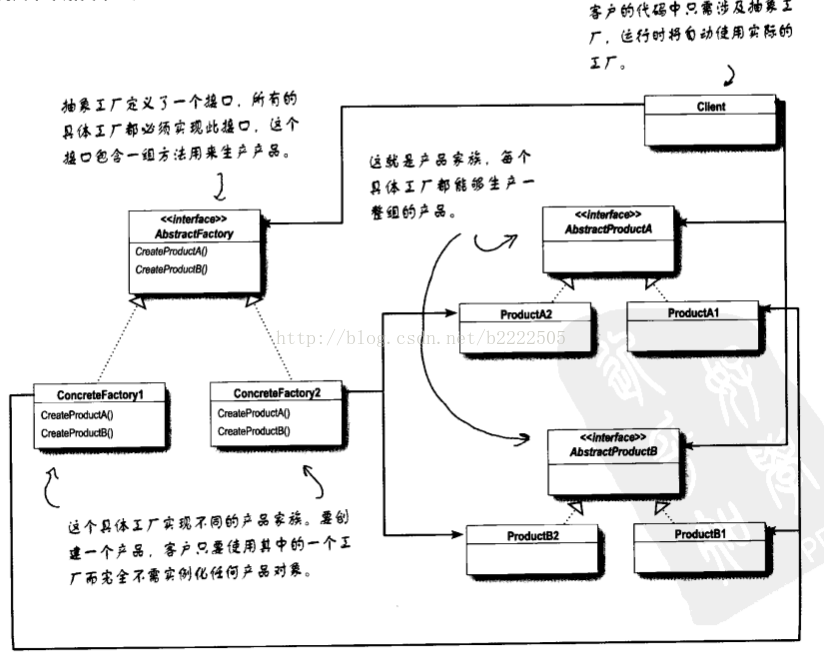 客户的代码中只需涉及抽象工
厂，运行时将自动使用实际的
工厂。
Client
抽象工厂定义了一个接口，所有的
具体工厂都必须实现此接口，这个
接口包含一组方法用来生产产品。
这就是产品家族，每个
具体工厂都能够生产一
整组的产品。
<<interface>>
AbstractFactory
CreateProductA()
CreateProductB()
<<interface>>
AbstractProductA
ProductA2
ProductA1
http://blog.csdn.net/b2222505
ConcreteFactory1
CreateProductA()
CreateProductB()
ConcreteFactory2
CreateProductA()
CreateProductB()
<<interface>>
AbstractProductB
ProductB2
ProductB1
这个具体工厂实现不同的产品家族。要创
建一个产品，客户只要使用其中的一个工
厂而完全不需实例化任何产品对象。